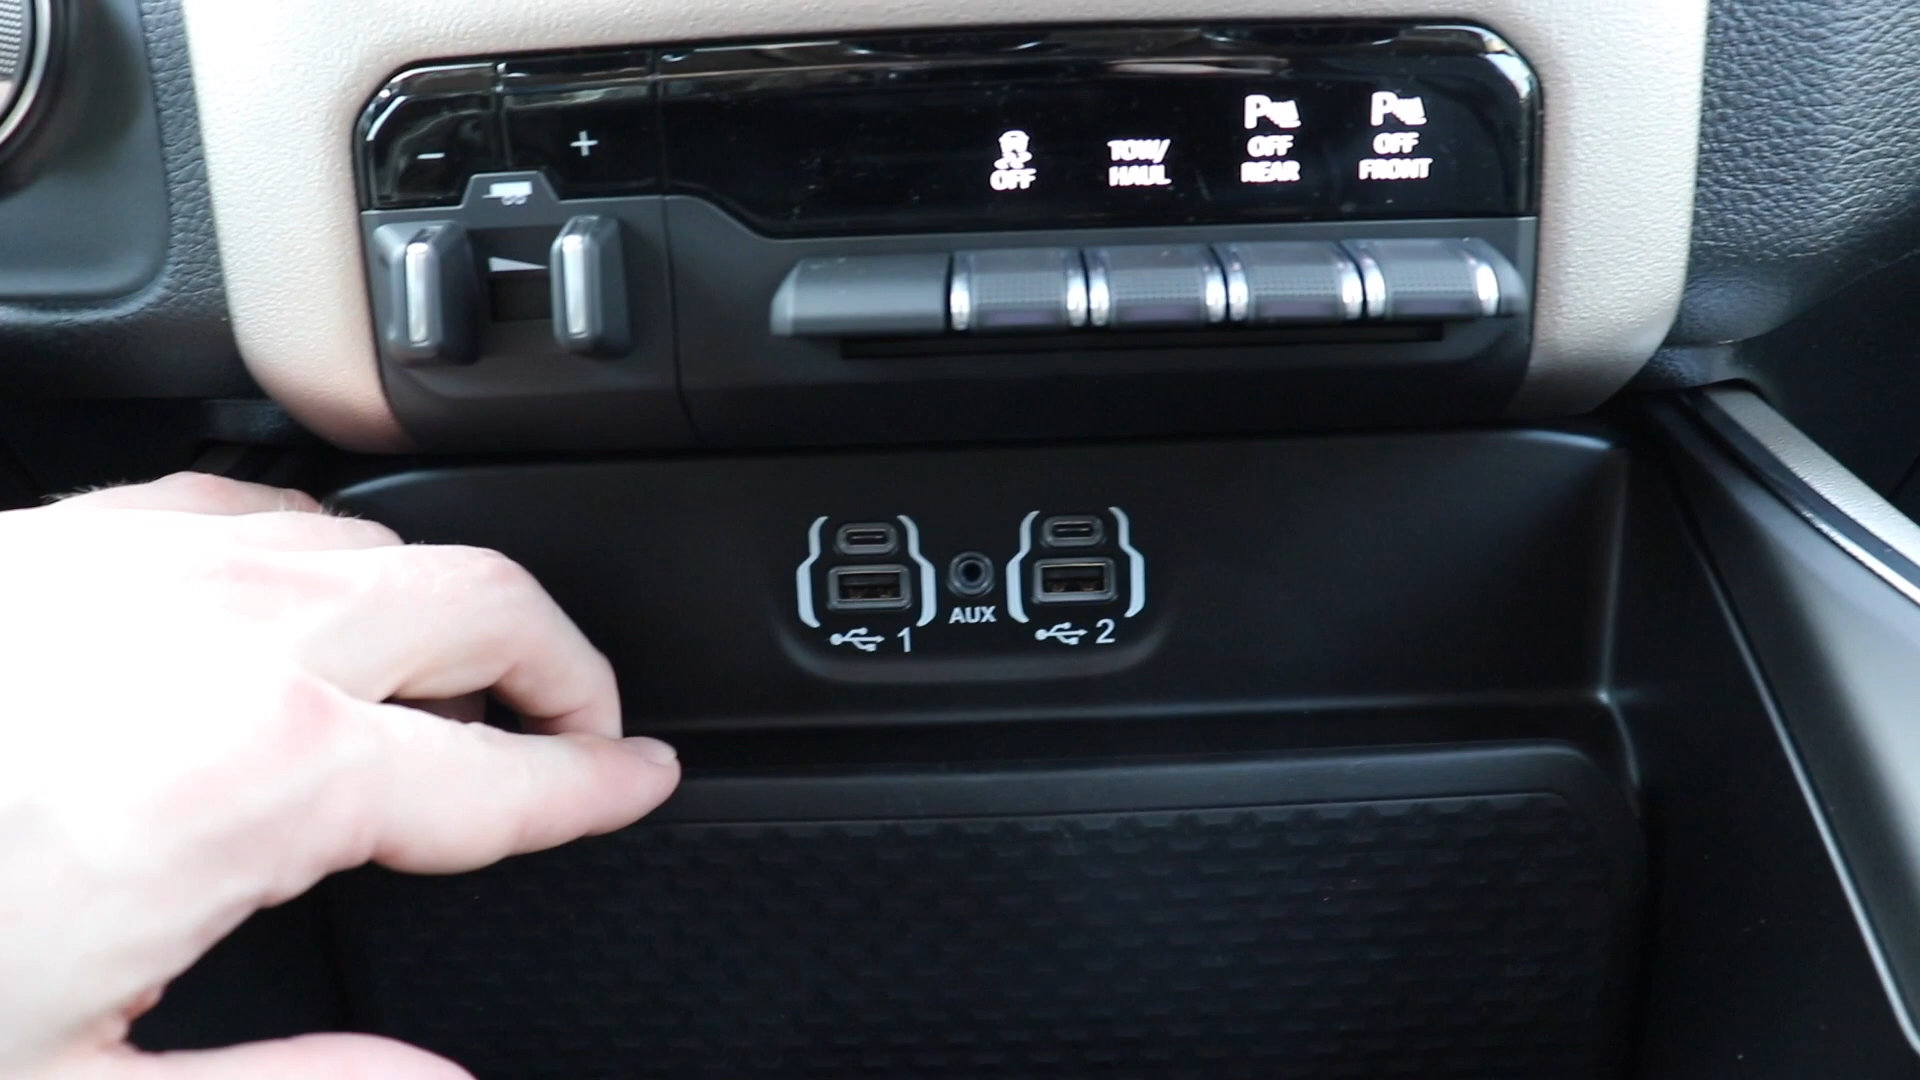 - +
OFF
TOW/
HAUL
P
OFF
REAR
P
OFF
FRONT
1
AUX
2